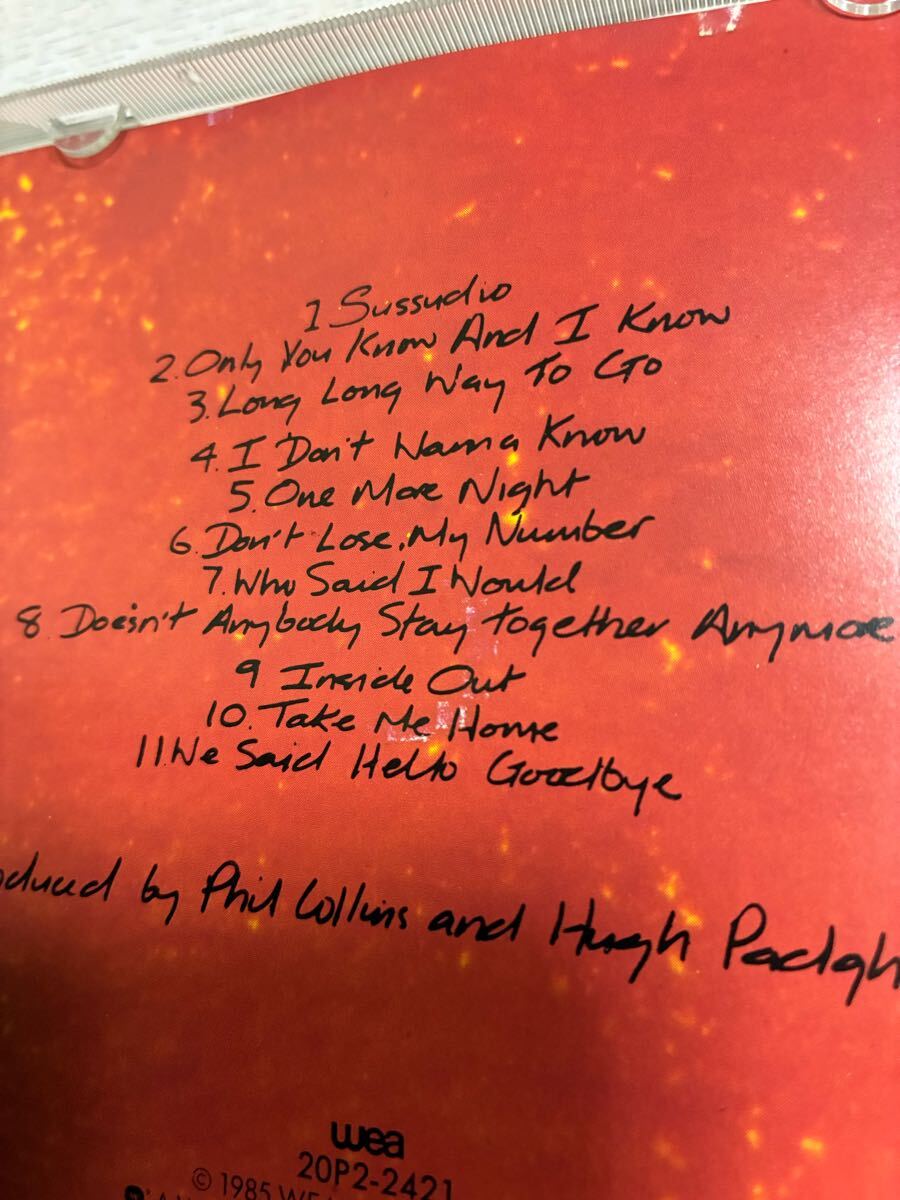 1 Sussudio
2. Only You Know And I Know
3. Long Long Way To Go
4. I Don't Wanna Know
5. One More Night
6. Don't Lose My Number
7. Who Said I Would
8 Doesn't Anybody Stay Together Anymore
9 Inside Out
10. Take Me Home
11. We Said Hello Goodbye
oduced by Phil Collins and Hugh Padgh
wea
20P2-2421
© 1985 WE